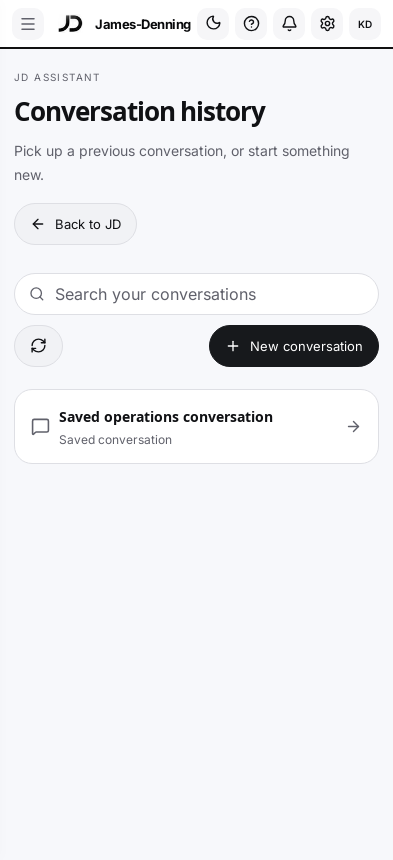 JD James-Denning KD
JD ASSISTANT
Conversation history
Pick up a previous conversation, or start something
new.
Back to JD
Search your conversations
New conversation
Saved operations conversation
Saved conversation